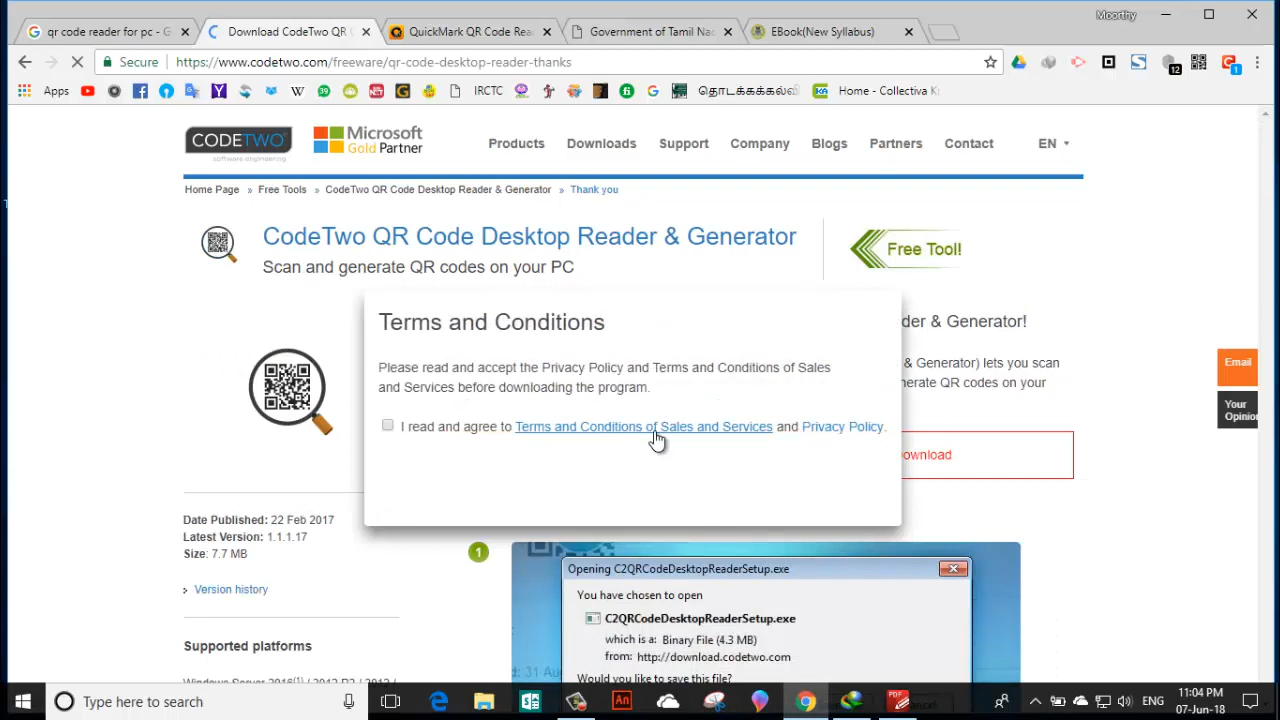 Moorthy
qr code reader for pc - G
Download CodeTwo QR C
QuickMark QR Code Rea
Government of Tamil Nad
EBook(New Syllabus)
Secure https://www.codetwo.com/freeware/qr-code-desktop-reader-thanks
12
1
Apps
IRCTC
Home - Collectiva K
CODETWO
software engineering
Microsoft
Gold Partner
Products Downloads Support Company Blogs Partners Contact EN
Home Page » Free Tools » CodeTwo QR Code Desktop Reader & Generator » Thank you
CodeTwo QR Code Desktop Reader & Generator
Scan and generate QR codes on your PC
Free Tool!
Terms and Conditions
der & Generator!
Please read and accept the Privacy Policy and Terms and Conditions of Sales
and Services before downloading the program.
& Generator) lets you scan
nerate QR codes on your
I read and agree to Terms and Conditions of Sales and Services and Privacy Policy.
ownload
Email
Your
Opinion
Date Published: 22 Feb 2017
Latest Version: 1.1.1.17
Size: 7.7 MB
Version history
Supported platforms
1
Opening C2QRCodeDesktopReaderSetup.exe
You have chosen to open
C2QRCodeDesktopReaderSetup.exe
which is a: Binary File (4.3 MB)
from: http://download.codetwo.com
Would you like to save this file?
Type here to search
ENG
11:04 PM
07-Jun-18